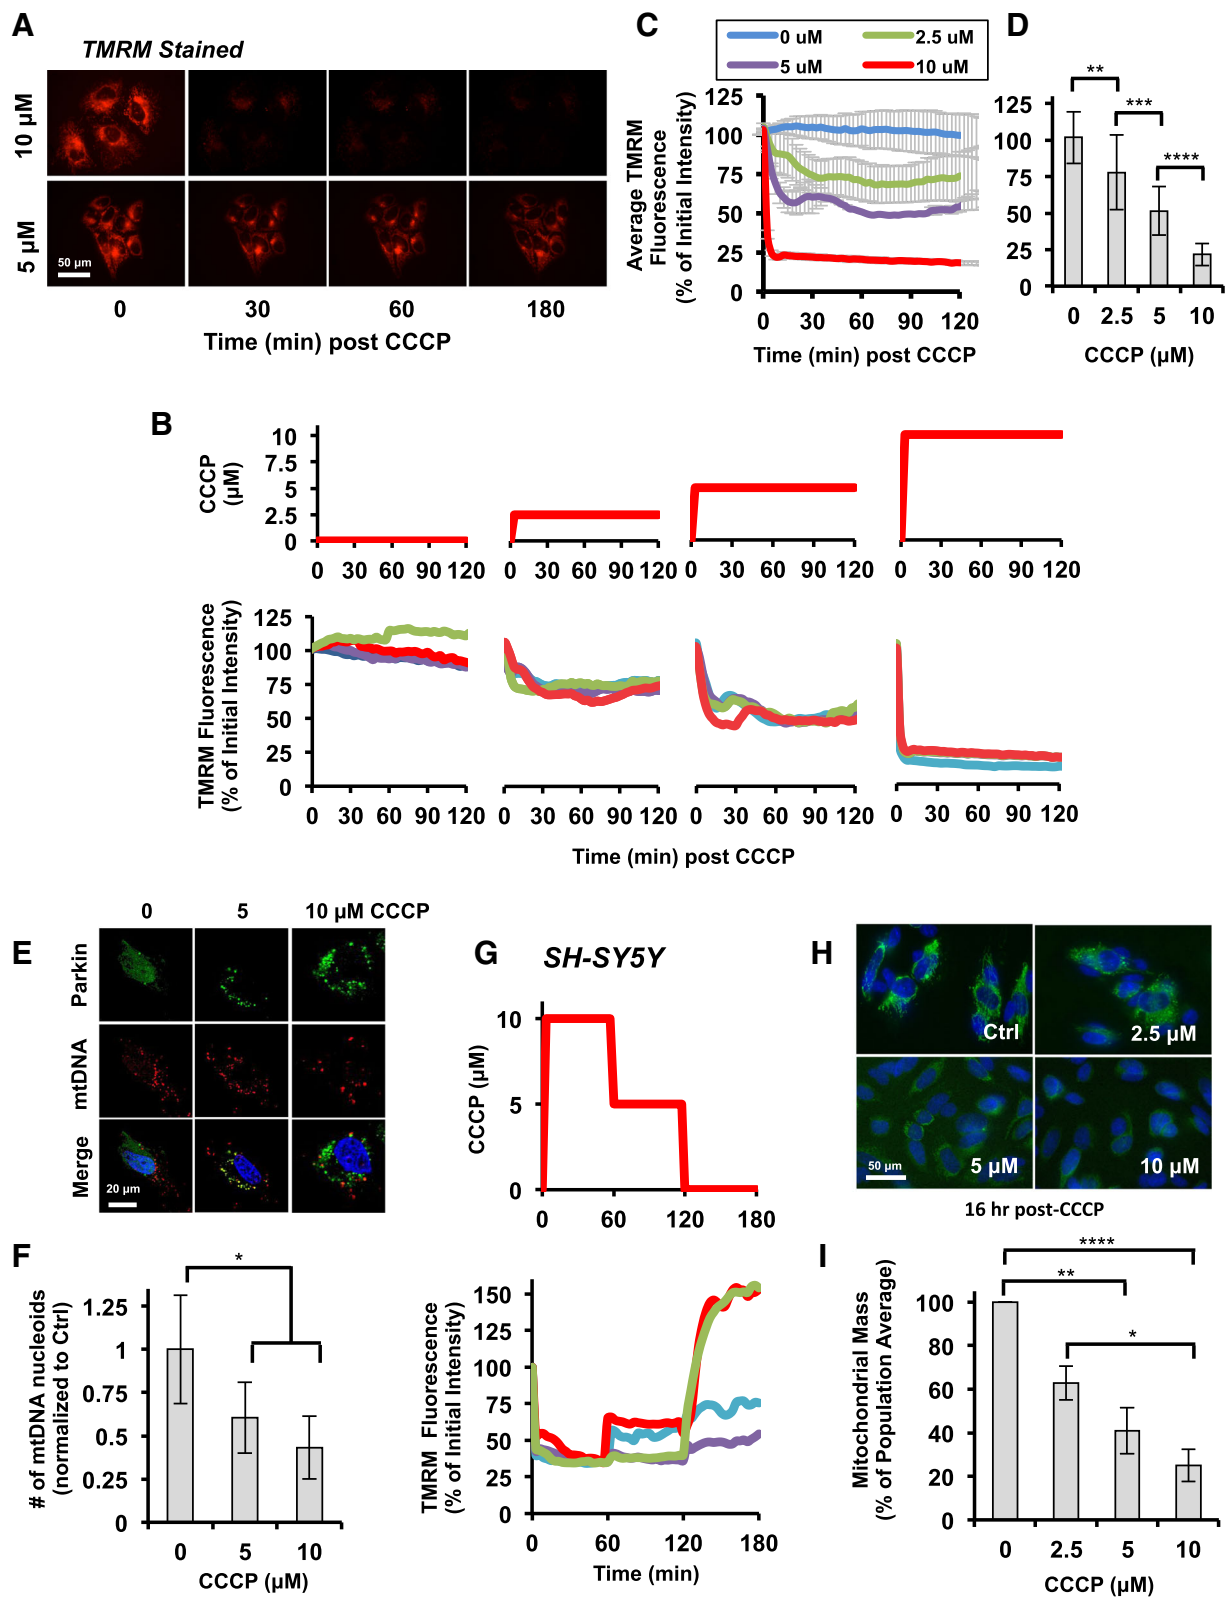 A
TMRM Stained
10 µM
5 µM
50 µm
0 30 60 180
Time (min) post CCCP
C
0 uM 2.5 uM
5 uM 10 uM
Average TMRM
Fluorescence
(% of Initial Intensity)
125
100
75
50
25
0
0 30 60 90 120
Time (min) post CCCP
D
** *** ****
125
100
75
50
25
0
0 2.5 5 10
CCCP (µM)
B
CCCP
(µM)
10
7.5
5
2.5
0
0 30 60 90 120 0 30 60 90 120 0 30 60 90 120 0 30 60 90 120
TMRM Fluorescence
(% of Initial Intensity)
125
100
75
50
25
0
0 30 60 90 120 0 30 60 90 120 0 30 60 90 120 0 30 60 90 120
Time (min) post CCCP
E
0 5 10 µM CCCP
Parkin
mtDNA
Merge
20 µm
F
*
# of mtDNA nucleoids
(normalized to Ctrl)
1.25
1
0.75
0.5
0.25
0
0 5 10
CCCP (µM)
G
SH-SY5Y
CCCP (µM)
10
5
0
0 60 120 180
TMRM Fluorescence
(% of Initial Intensity)
150
125
100
75
50
25
0
0 60 120 180
Time (min)
H
Ctrl 2.5 µM
5 µM 10 µM
50 µm
16 hr post-CCCP
I
****
**
*
Mitochondrial Mass
(% of Population Average)
100
80
60
40
20
0
0 2.5 5 10
CCCP (µM)